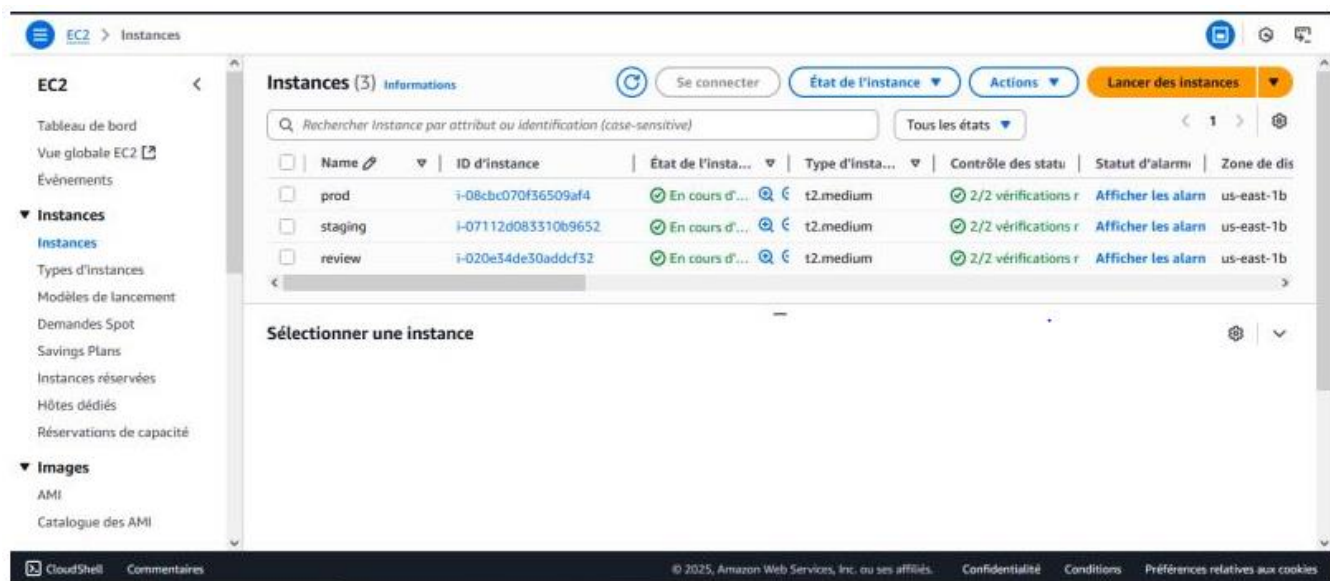 EC2 > Instances
EC2
Tableau de bord
Vue globale EC2
Événements
Instances
Instances
Types d'instances
Modèles de lancement
Demandes Spot
Savings Plans
Instances réservées
Hôtes dédiés
Réservations de capacité
Images
AMI
Catalogue des AMI
Instances (3) Informations Se connecter État de l'instance Actions Lancer des instances
Rechercher Instance par attribut ou identification (case-sensitive) Tous les états < 1 >
Name ID d'instance État de l'insta... Type d'insta... Contrôle des statu Statut d'alarm Zone de dis
prod i-08cbc070f36509af4 En cours d'... t2.medium 2/2 vérifications r Afficher les alarn us-east-1b
staging i-07112d083310b9652 En cours d'... t2.medium 2/2 vérifications r Afficher les alarn us-east-1b
review i-020e34de30addcf32 En cours d'... t2.medium 2/2 vérifications r Afficher les alarn us-east-1b
Sélectionner une instance
CloudShell Commentaires © 2025, Amazon Web Services, Inc. ou ses affiliés. Confidentialité Conditions Préférences relatives aux cookies